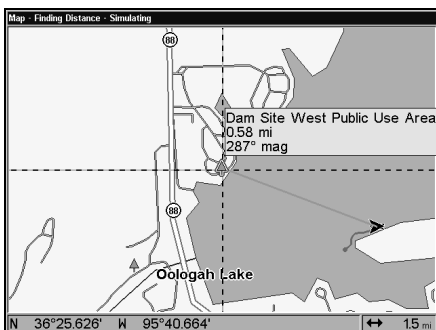 Map - Finding Distance - Simulating
88
Dam Site West Public Use Area
0.58 mi
287° mag
88
Oologah Lake
N 36°25.626' W 95°40.664' ↔ 1.5 mi